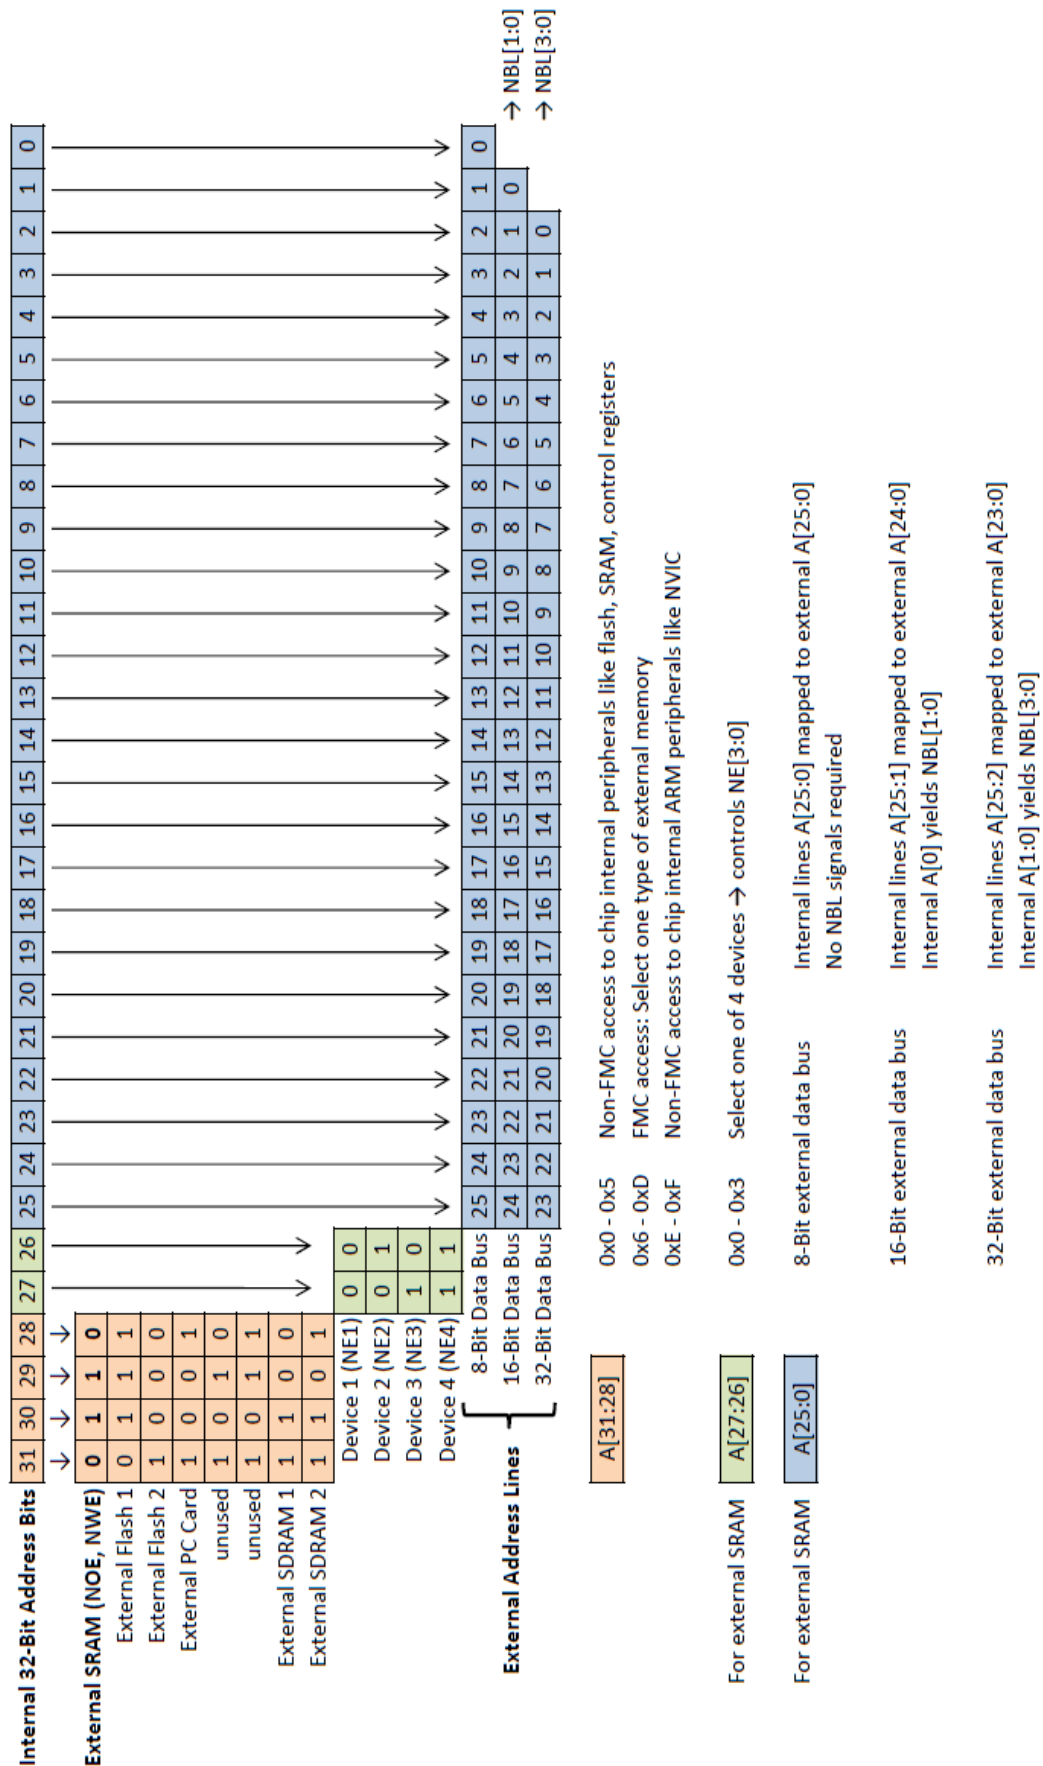 Internal 32-Bit Address Bits 31 30 29 28 27 26 25 24 23 22 21 20 19 18 17 16 15 14 13 12 11 10 9 8 7 6 5 4 3 2 1 0
External SRAM (NOE, NWE) 0 1 1 0
External Flash 1 0 1 1 1
External Flash 2 1 0 0 0
External PC Card 1 0 0 1
unused 1 0 1 0
unused 1 0 1 1
External SDRAM 1 1 1 0 0
External SDRAM 2 1 1 0 1
Device 1 (NE1) 0 0
Device 2 (NE2) 0 1
Device 3 (NE3) 1 0
Device 4 (NE4) 1 1
External Address Lines
8-Bit Data Bus 25 24 23 22 21 20 19 18 17 16 15 14 13 12 11 10 9 8 7 6 5 4 3 2 1 0
16-Bit Data Bus 24 23 22 21 20 19 18 17 16 15 14 13 12 11 10 9 8 7 6 5 4 3 2 1 0 → NBL[1:0]
32-Bit Data Bus 23 22 21 20 19 18 17 16 15 14 13 12 11 10 9 8 7 6 5 4 3 2 1 0 → NBL[3:0]
A[31:28] 0x0 - 0x5 Non-FMC access to chip internal peripherals like flash, SRAM, control registers
0x6 - 0xD FMC access: Select one type of external memory
0xE - 0xF Non-FMC access to chip internal ARM peripherals like NVIC
For external SRAM A[27:26] 0x0 - 0x3 Select one of 4 devices → controls NE[3:0]
For external SRAM A[25:0] 8-Bit external data bus Internal lines A[25:0] mapped to external A[25:0]
No NBL signals required
16-Bit external data bus Internal lines A[25:1] mapped to external A[24:0]
Internal A[0] yields NBL[1:0]
32-Bit external data bus Internal lines A[25:2] mapped to external A[23:0]
Internal A[1:0] yields NBL[3:0]